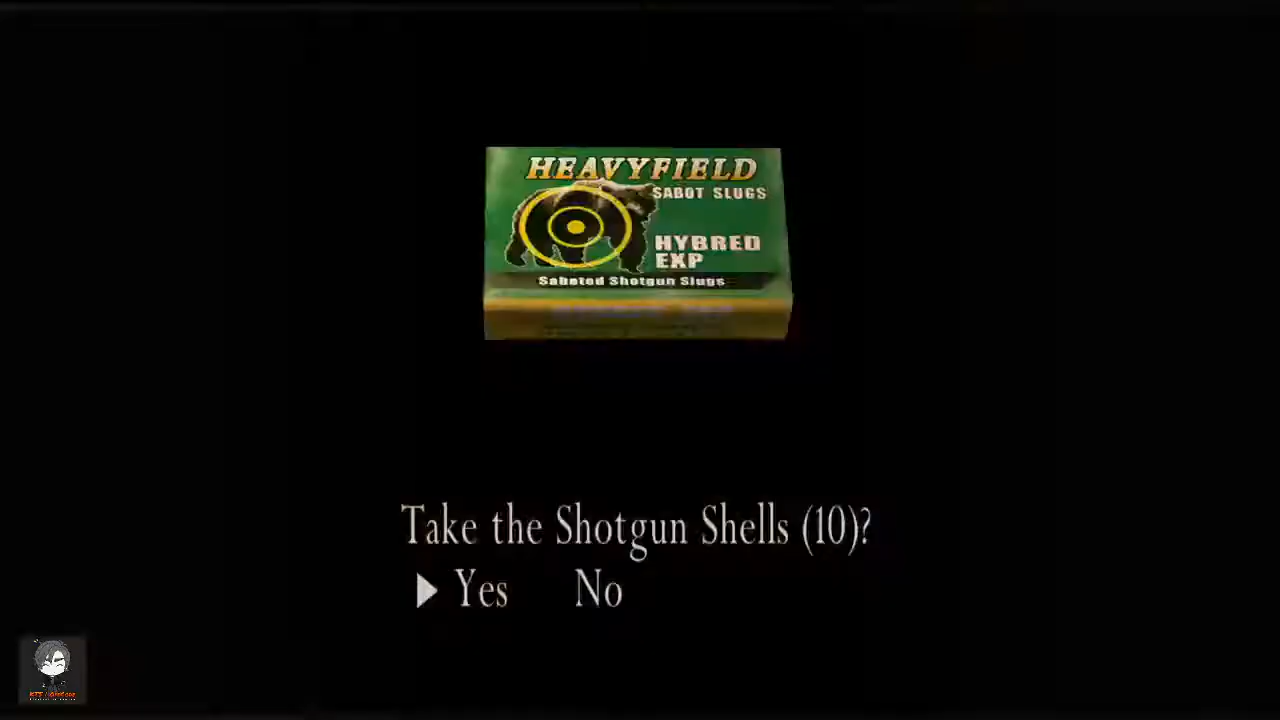 HEAVYFIELD
SABOT SLUGS
HYBRED
EXP
Saboted Shotgun Slugs
Take the Shotgun Shells (10)?
Yes No